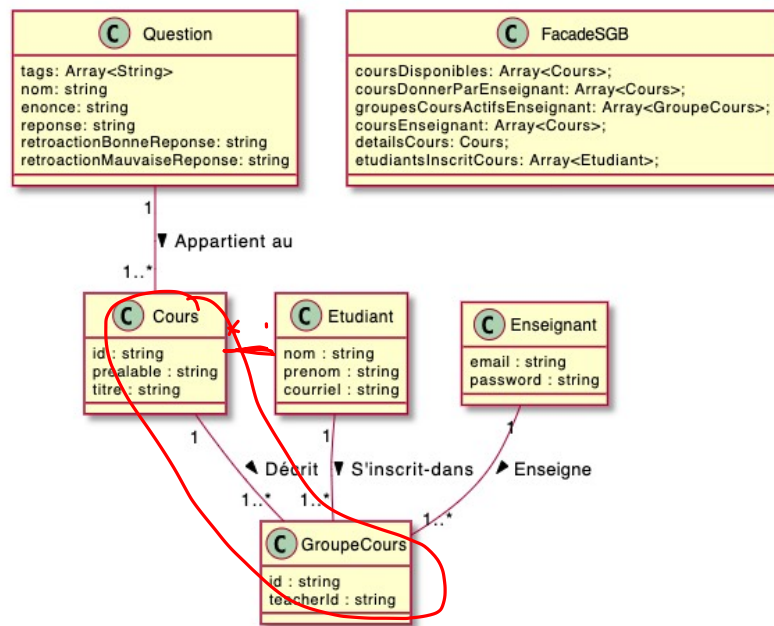 C Question
tags: Array<String>
nom: string
enonce: string
reponse: string
retroactionBonneReponse: string
retroactionMauvaiseReponse: string
C FacadeSGB
coursDisponibles: Array<Cours>;
coursDonnerParEnseignant: Array<Cours>;
groupesCoursActifsEnseignant: Array<GroupeCours>;
coursEnseignant: Array<Cours>;
detailsCours: Cours;
etudiantsInscritCours: Array<Etudiant>;
1
Appartient au
1..*
C Cours
id : string
prealable : string
titre : string
C Etudiant
nom : string
prenom : string
courriel : string
C Enseignant
email : string
password : string
1
1
1
Décrit
S'inscrit-dans
Enseigne
1..*
1..*
1..*
C GroupeCours
id : string
teacherId : string